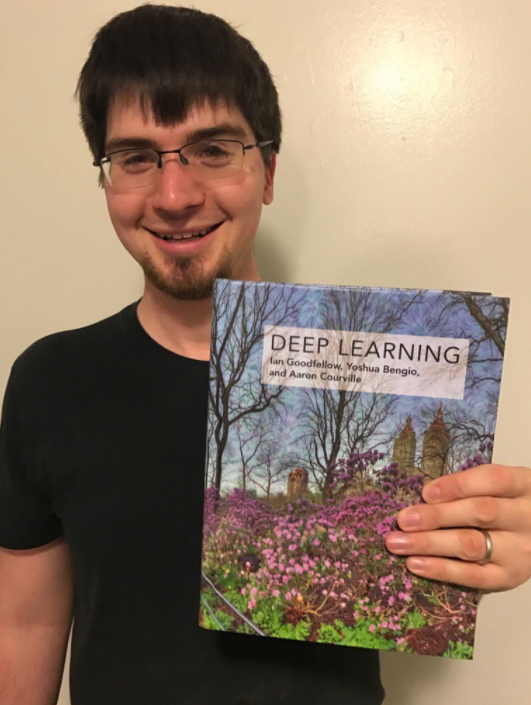 DEEP LEARNING
Ian Goodfellow, Yoshua Bengio,
and Aaron Courville